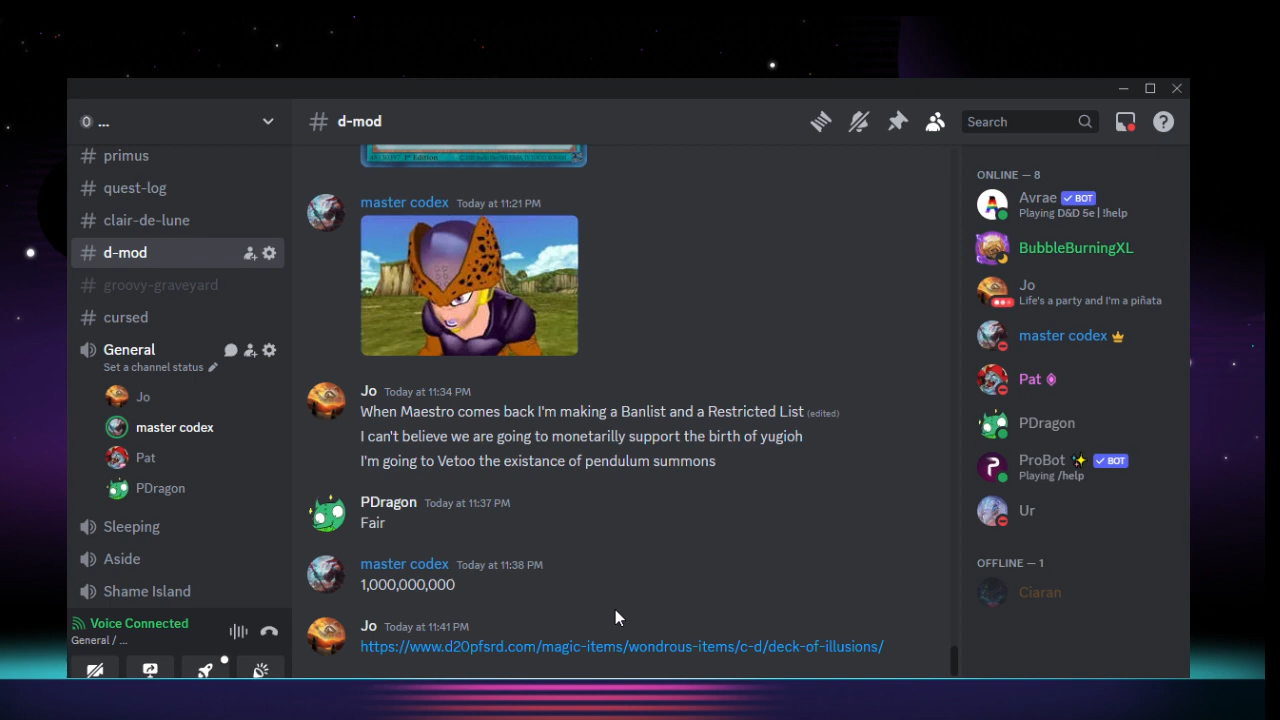 ...
d-mod
Search
primus
quest-log
clair-de-lune
d-mod
groovy-graveyard
cursed
General
Set a channel status
Jo
master codex
Pat
PDragon
Sleeping
Aside
Shame Island
Voice Connected
General / ...
1st Edition
master codex Today at 11:21 PM
Jo Today at 11:34 PM
When Maestro comes back I'm making a Banlist and a Restricted List (edited)
I can't believe we are going to monetarilly support the birth of yugioh
I'm going to Vetoo the existance of pendulum summons
PDragon Today at 11:37 PM
Fair
master codex Today at 11:38 PM
1,000,000,000
Jo Today at 11:41 PM
https://www.d20pfsrd.com/magic-items/wondrous-items/c-d/deck-of-illusions/
ONLINE — 8
Avrae BOT
Playing D&D 5e | !help
BubbleBurningXL
Jo
Life's a party and I'm a piñata
master codex
Pat
PDragon
ProBot ✨ BOT
Playing /help
Ur
OFFLINE — 1
Ciaran